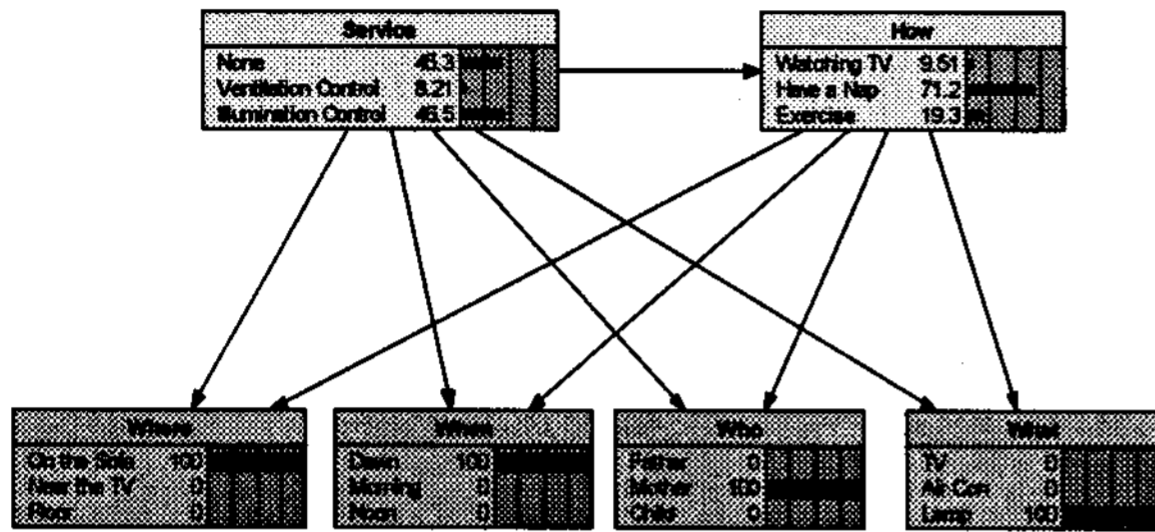 Service
None 46.3
Ventilation Control 8.21
Illumination Control 45.5
How
Watching TV 9.51
Have a Nap 71.2
Exercise 19.3
Where
On the Sofa 100
Near the TV 0
Floor 0
When
Dawn 100
Morning 0
Noon 0
Who
Father 0
Mother 100
Child 0
What
TV 0
Air Con 0
Lamp 100